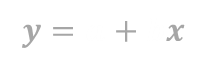 y =   +  x